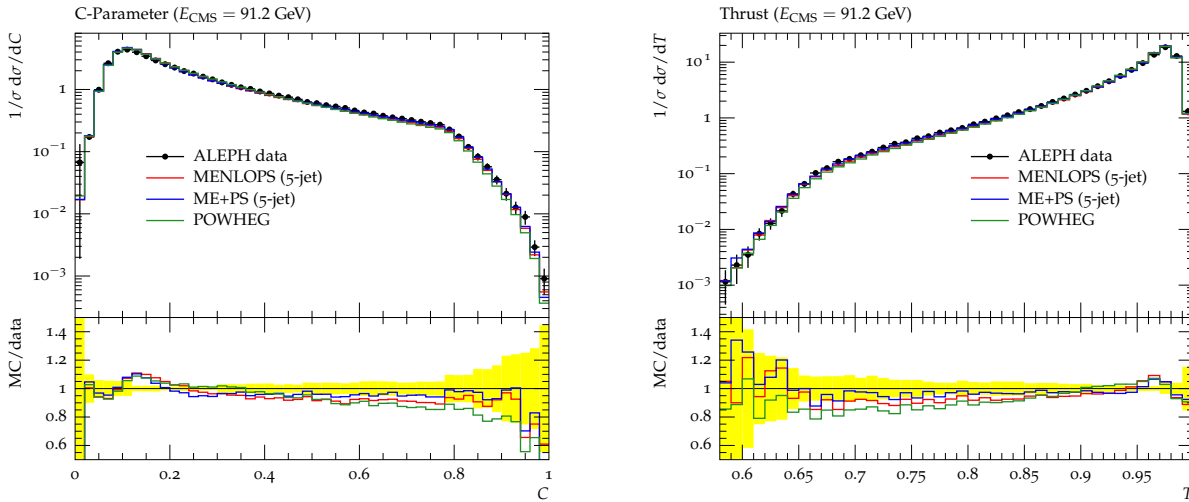 C-Parameter (E_CMS = 91.2 GeV)
1/σ dσ/dC
1
10⁻¹
10⁻²
10⁻³
ALEPH data
MENLOPS (5-jet)
ME+PS (5-jet)
POWHEG
MC/data
1.4
1.2
1
0.8
0.6
0 0.2 0.4 0.6 0.8 1
C
Thrust (E_CMS = 91.2 GeV)
1/σ dσ/dT
10¹
1
10⁻¹
10⁻²
10⁻³
ALEPH data
MENLOPS (5-jet)
ME+PS (5-jet)
POWHEG
MC/data
1.4
1.2
1
0.8
0.6
0.6 0.65 0.7 0.75 0.8 0.85 0.9 0.95
T